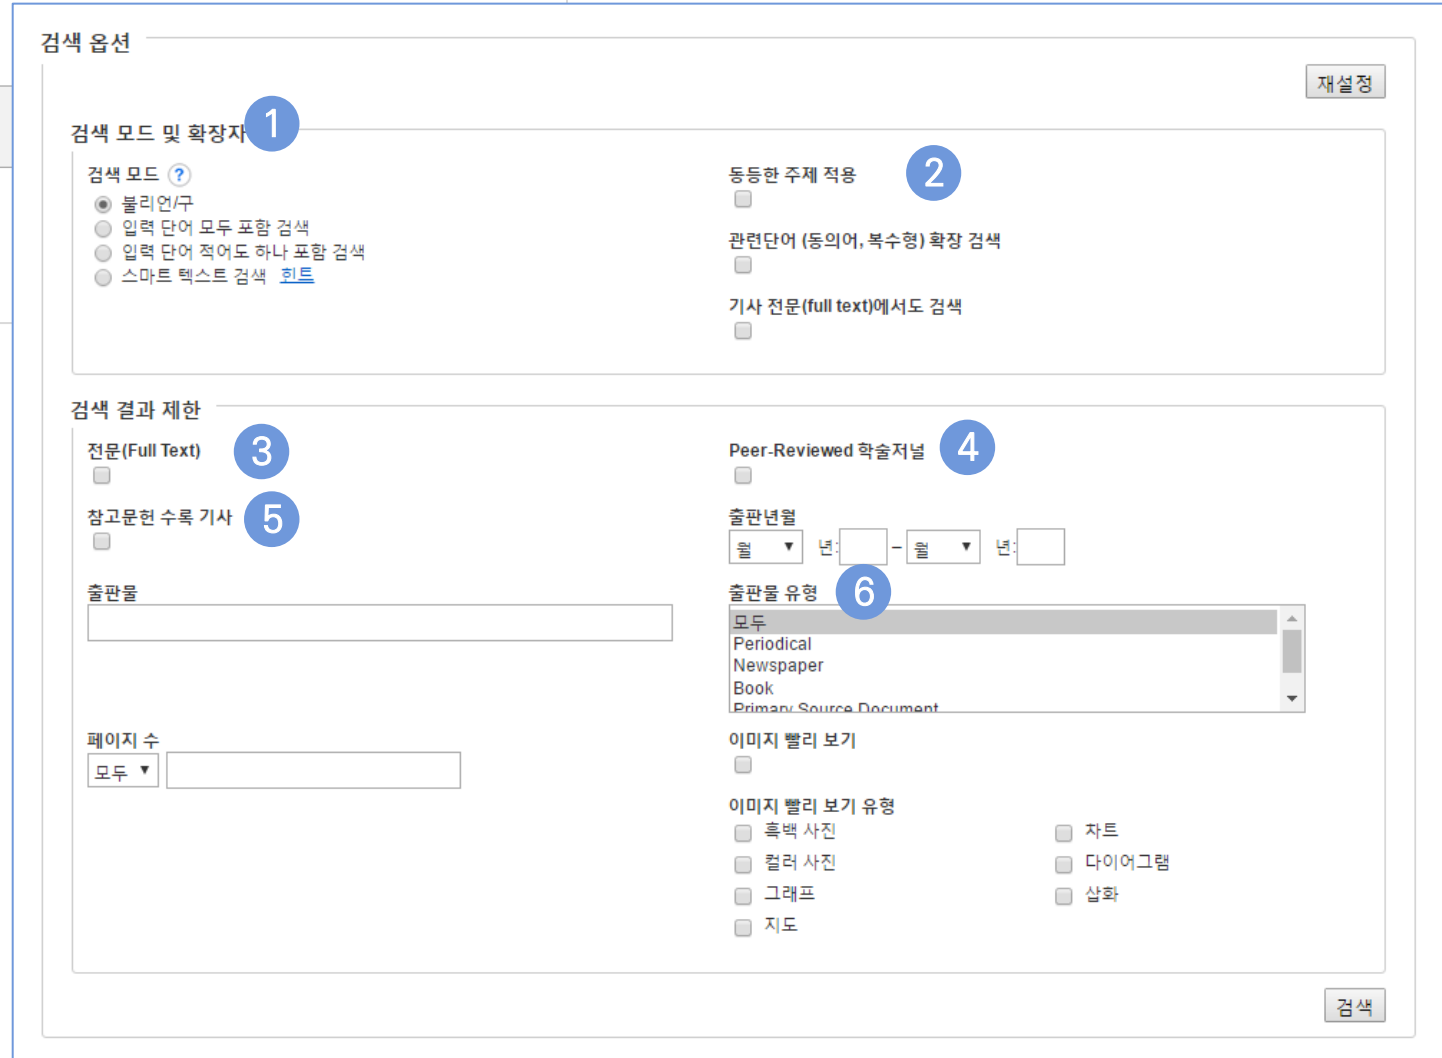 검색 옵션
재설정
검색 모드 및 확장자 1
검색 모드 ?
불리언/구
입력 단어 모두 포함 검색
입력 단어 적어도 하나 포함 검색
스마트 텍스트 검색 힌트
동등한 주제 적용 2
관련단어 (동의어, 복수형) 확장 검색
기사 전문(full text)에서도 검색
검색 결과 제한
전문(Full Text) 3
Peer-Reviewed 학술저널 4
참고문헌 수록 기사 5
출판년월
월 년: – 월 년:
출판물
출판물 유형 6
모두
Periodical
Newspaper
Book
Primary Source Document
페이지 수
모두
이미지 빨리 보기
이미지 빨리 보기 유형
흑백 사진 차트
컬러 사진 다이어그램
그래프 삽화
지도
검색